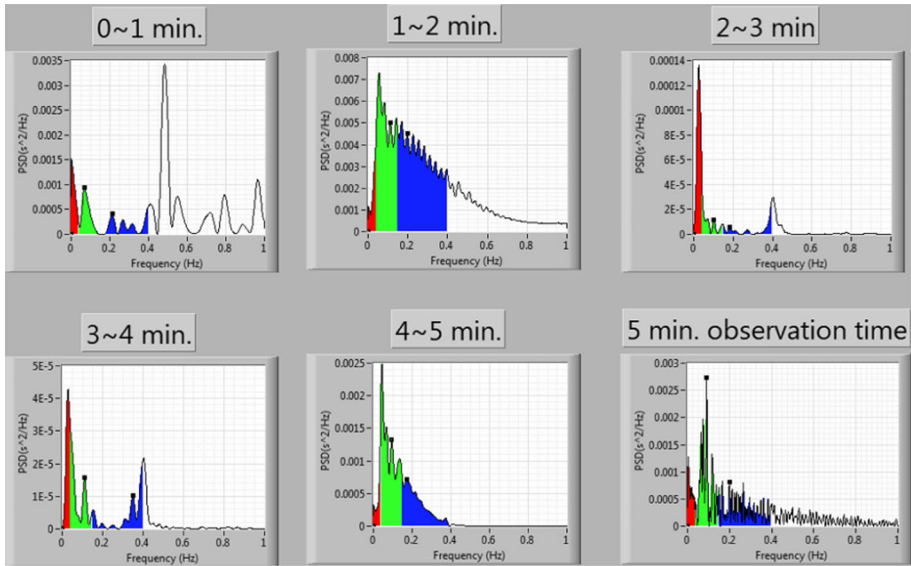 0~1 min.
PSD(s^2/Hz)
0.0035
0.003
0.0025
0.002
0.0015
0.001
0.0005
0
0 0.2 0.4 0.6 0.8 1
Frequency (Hz)
1~2 min.
PSD(s^2/Hz)
0.008
0.007
0.006
0.005
0.004
0.003
0.002
0.001
0
0 0.2 0.4 0.6 0.8 1
Frequency (Hz)
2~3 min
PSD(s^2/Hz)
0.00014
0.00012
0.0001
8E-5
6E-5
4E-5
2E-5
0
0 0.2 0.4 0.6 0.8 1
Frequency (Hz)
3~4 min.
PSD(s^2/Hz)
5E-5
4E-5
3E-5
2E-5
1E-5
0
0 0.2 0.4 0.6 0.8 1
Frequency (Hz)
4~5 min.
PSD(s^2/Hz)
0.0025
0.002
0.0015
0.001
0.0005
0
0 0.2 0.4 0.6 0.8 1
Frequency (Hz)
5 min. observation time
PSD(s^2/Hz)
0.003
0.0025
0.002
0.0015
0.001
0.0005
0
0 0.2 0.4 0.6 0.8 1
Frequency (Hz)